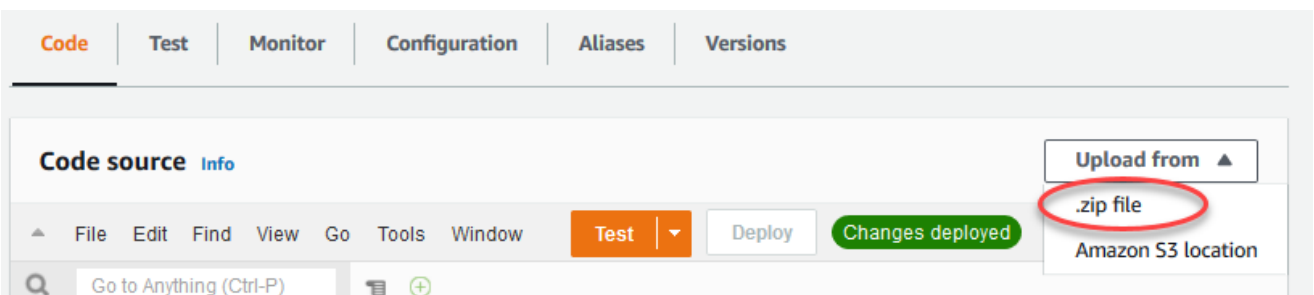 Code Test Monitor Configuration Aliases Versions
Code source Info
Upload from
.zip file
Amazon S3 location
File Edit Find View Go Tools Window Test Deploy Changes deployed
Go to Anything (Ctrl-P)